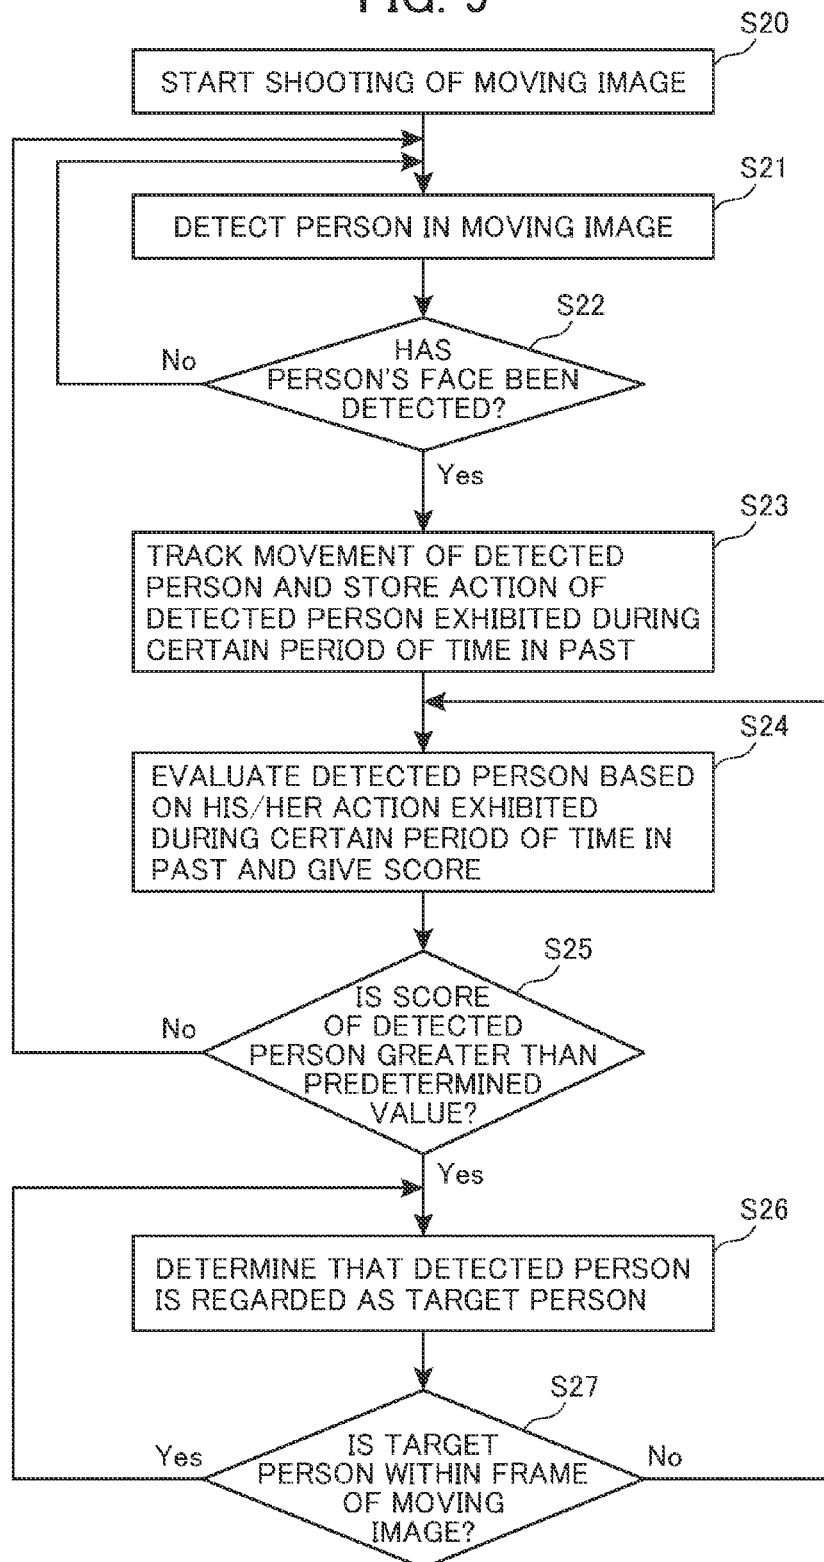 S20
START SHOOTING OF MOVING IMAGE
S21
DETECT PERSON IN MOVING IMAGE
S22
No
HAS
PERSON'S FACE BEEN
DETECTED?
Yes
S23
TRACK MOVEMENT OF DETECTED
PERSON AND STORE ACTION OF
DETECTED PERSON EXHIBITED DURING
CERTAIN PERIOD OF TIME IN PAST
S24
EVALUATE DETECTED PERSON BASED
ON HIS/HER ACTION EXHIBITED
DURING CERTAIN PERIOD OF TIME IN
PAST AND GIVE SCORE
S25
No
IS SCORE
OF DETECTED
PERSON GREATER THAN
PREDETERMINED
VALUE?
Yes
S26
DETERMINE THAT DETECTED PERSON
IS REGARDED AS TARGET PERSON
S27
Yes
No
IS TARGET
PERSON WITHIN FRAME
OF MOVING
IMAGE?